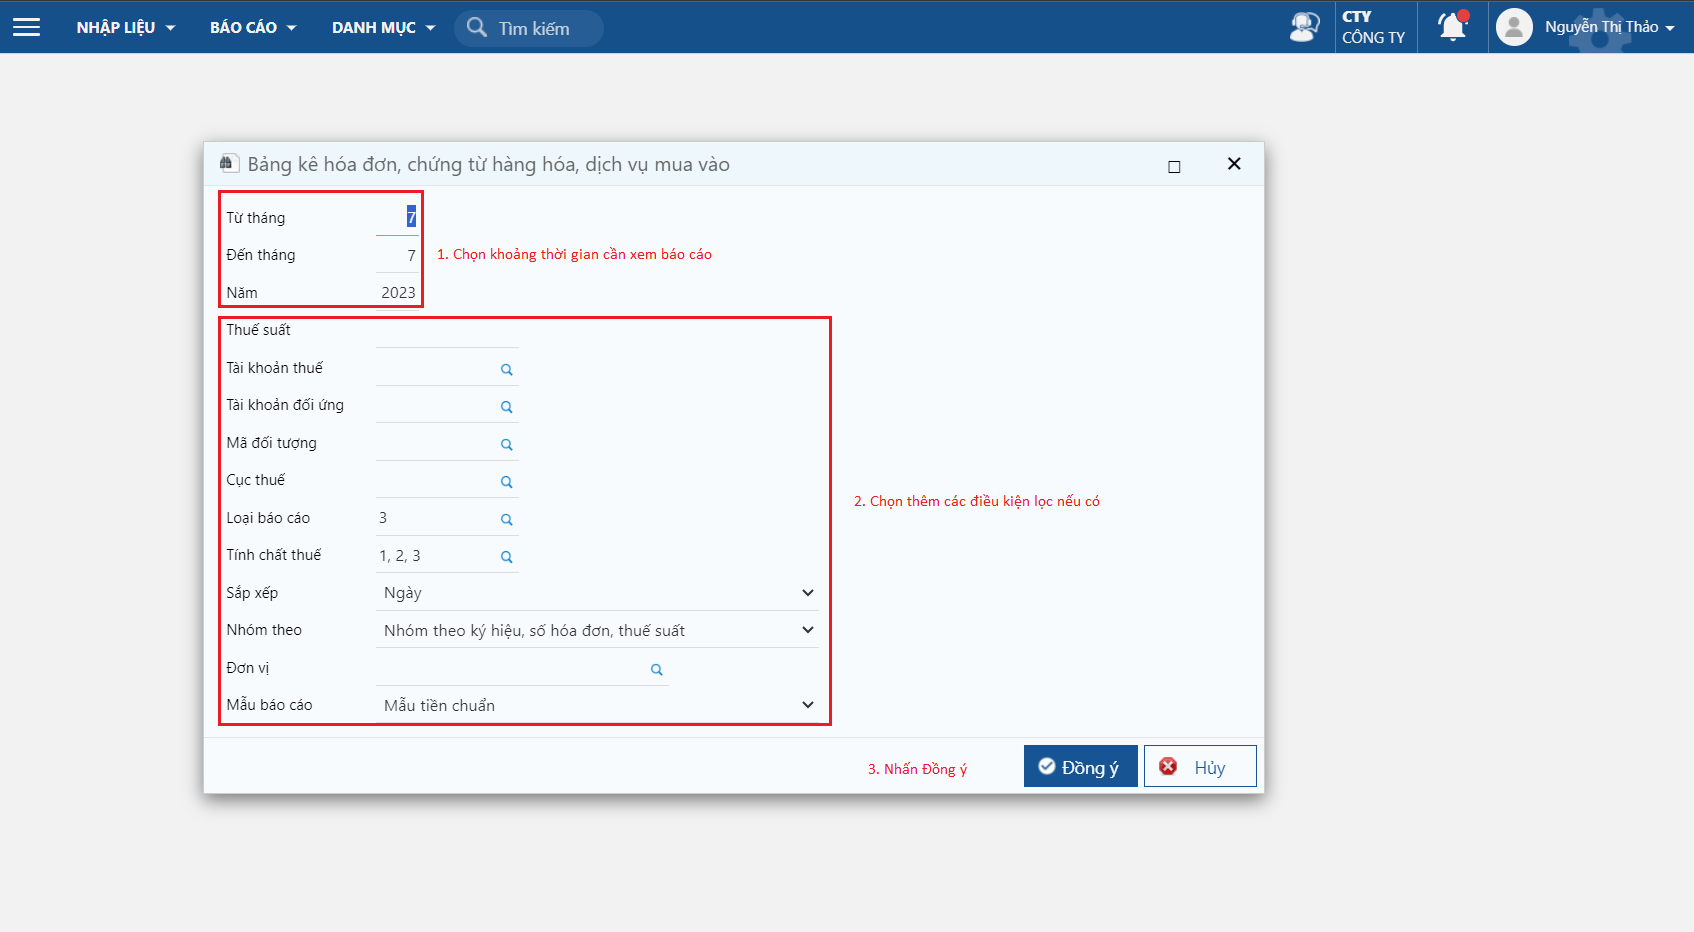 NHẬP LIỆU
BÁO CÁO
DANH MỤC
Tìm kiếm
CTY
CÔNG TY
Nguyễn Thị Thảo
Bảng kê hóa đơn, chứng từ hàng hóa, dịch vụ mua vào
Từ tháng 7
Đến tháng 7
1. Chọn khoảng thời gian cần xem báo cáo
Năm 2023
Thuế suất
Tài khoản thuế
Tài khoản đối ứng
Mã đối tượng
Cục thuế
2. Chọn thêm các điều kiện lọc nếu có
Loại báo cáo 3
Tính chất thuế 1, 2, 3
Sắp xếp Ngày
Nhóm theo Nhóm theo ký hiệu, số hóa đơn, thuế suất
Đơn vị
Mẫu báo cáo Mẫu tiền chuẩn
3. Nhấn Đồng ý
Đồng ý
Hủy